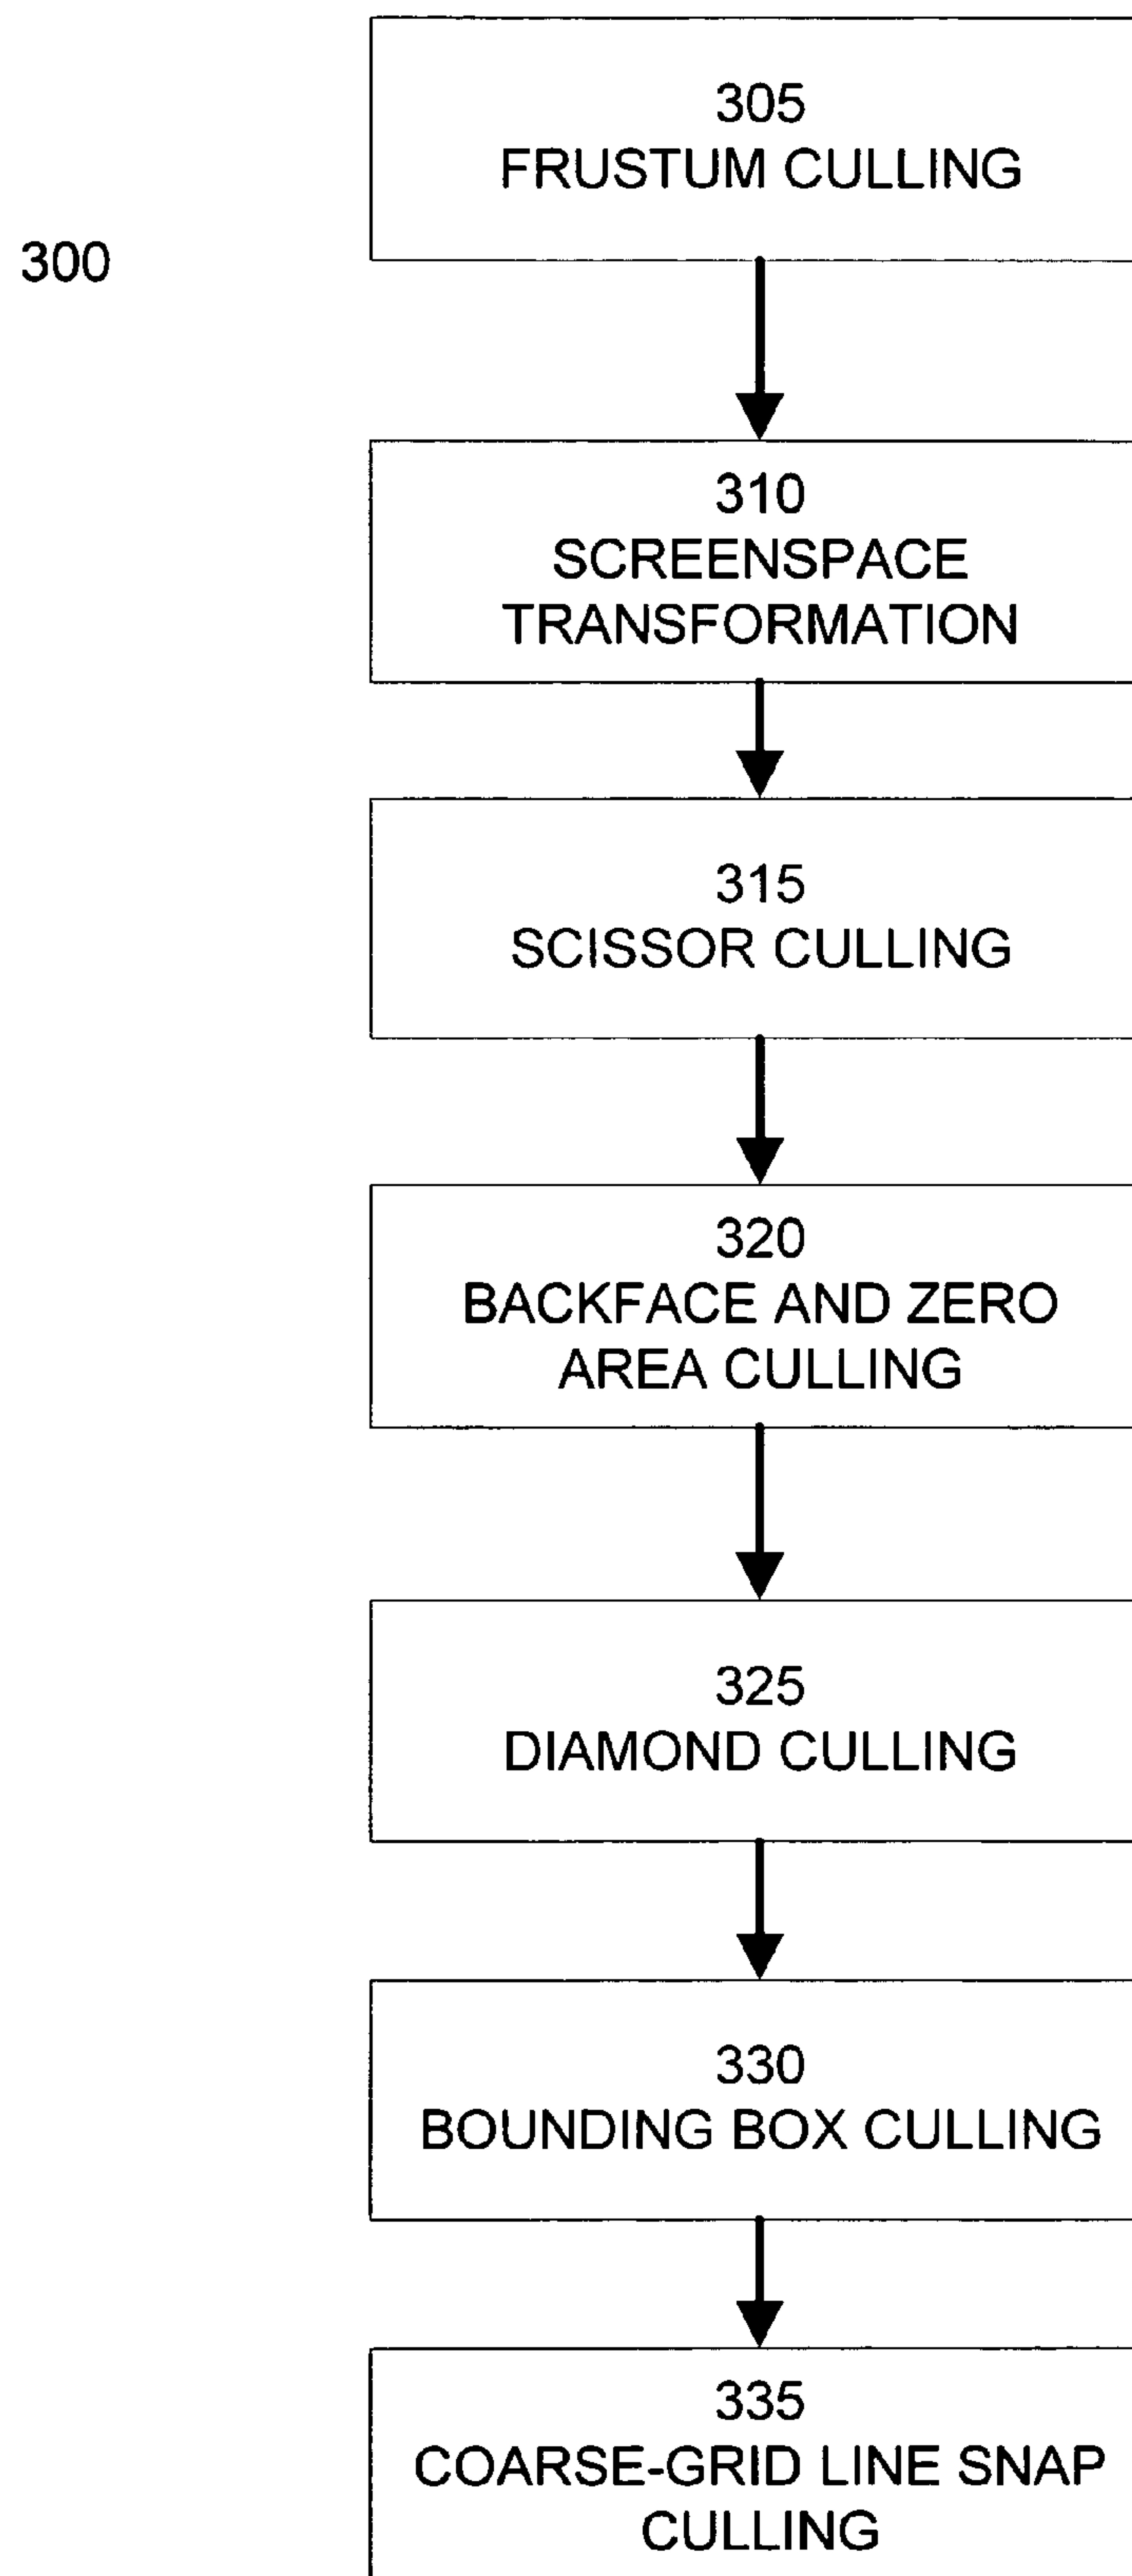 305
FRUSTUM CULLING
300
310
SCREENSPACE
TRANSFORMATION
315
SCISSOR CULLING
320
BACKFACE AND ZERO
AREA CULLING
325
DIAMOND CULLING
330
BOUNDING BOX CULLING
335
COARSE-GRID LINE SNAP
CULLING